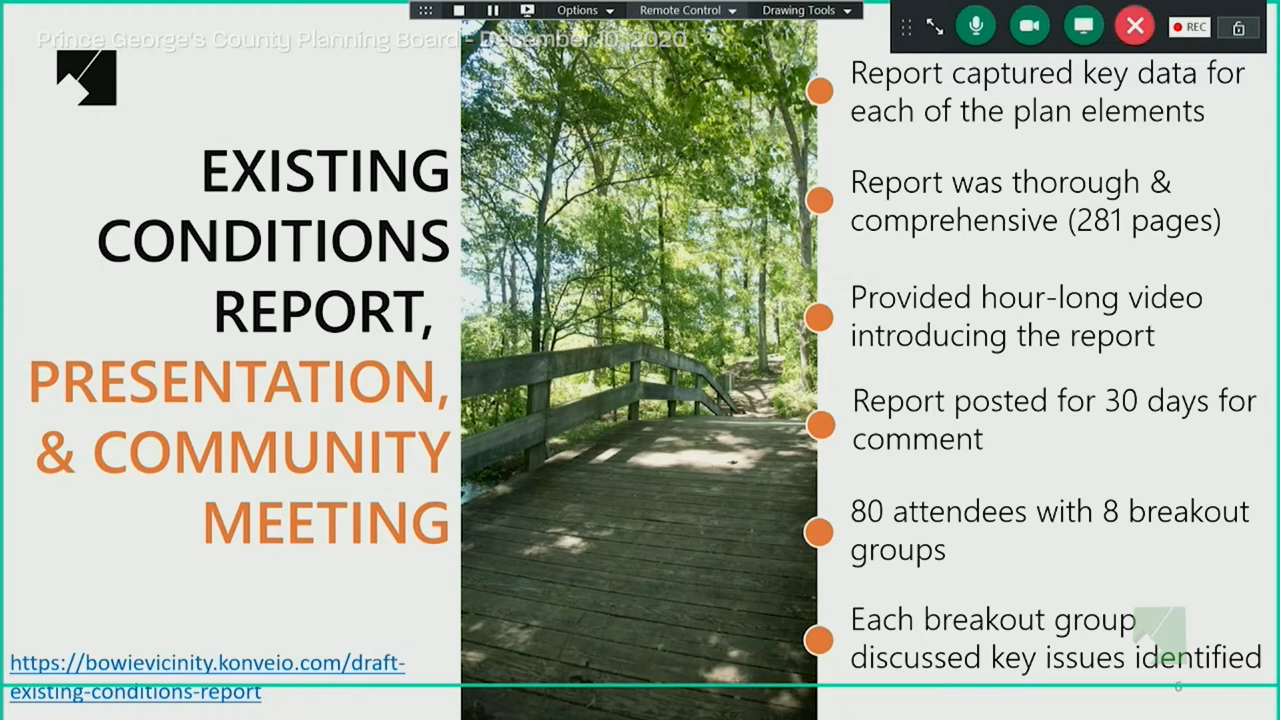 Options
Remote Control
Drawing Tools
REC
Prince George's County Planning Board - December 10, 2020
EXISTING
CONDITIONS
REPORT,
PRESENTATION,
& COMMUNITY
MEETING
https://bowievicinity.konveio.com/draft-
existing-conditions-report
Report captured key data for
each of the plan elements
Report was thorough &
comprehensive (281 pages)
Provided hour-long video
introducing the report
Report posted for 30 days for
comment
80 attendees with 8 breakout
groups
Each breakout group
discussed key issues identified
6